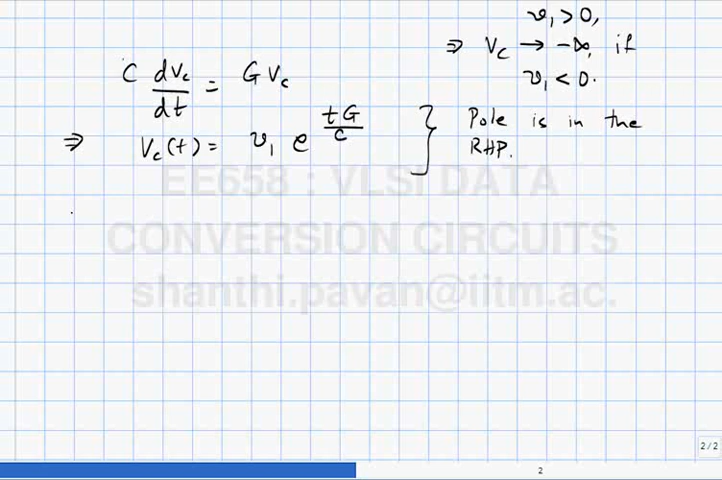 v₁ > 0,
⇒ V_c → -∞, if
v₁ < 0.
C dv_c/dt = G V_c
⇒ V_c(t) = v₁ e^(tG/C) } Pole is in the
RHP.
EE658 : VLSI DATA
CONVERSION CIRCUITS
shanthi.pavan@iitm.ac.
2/2
2